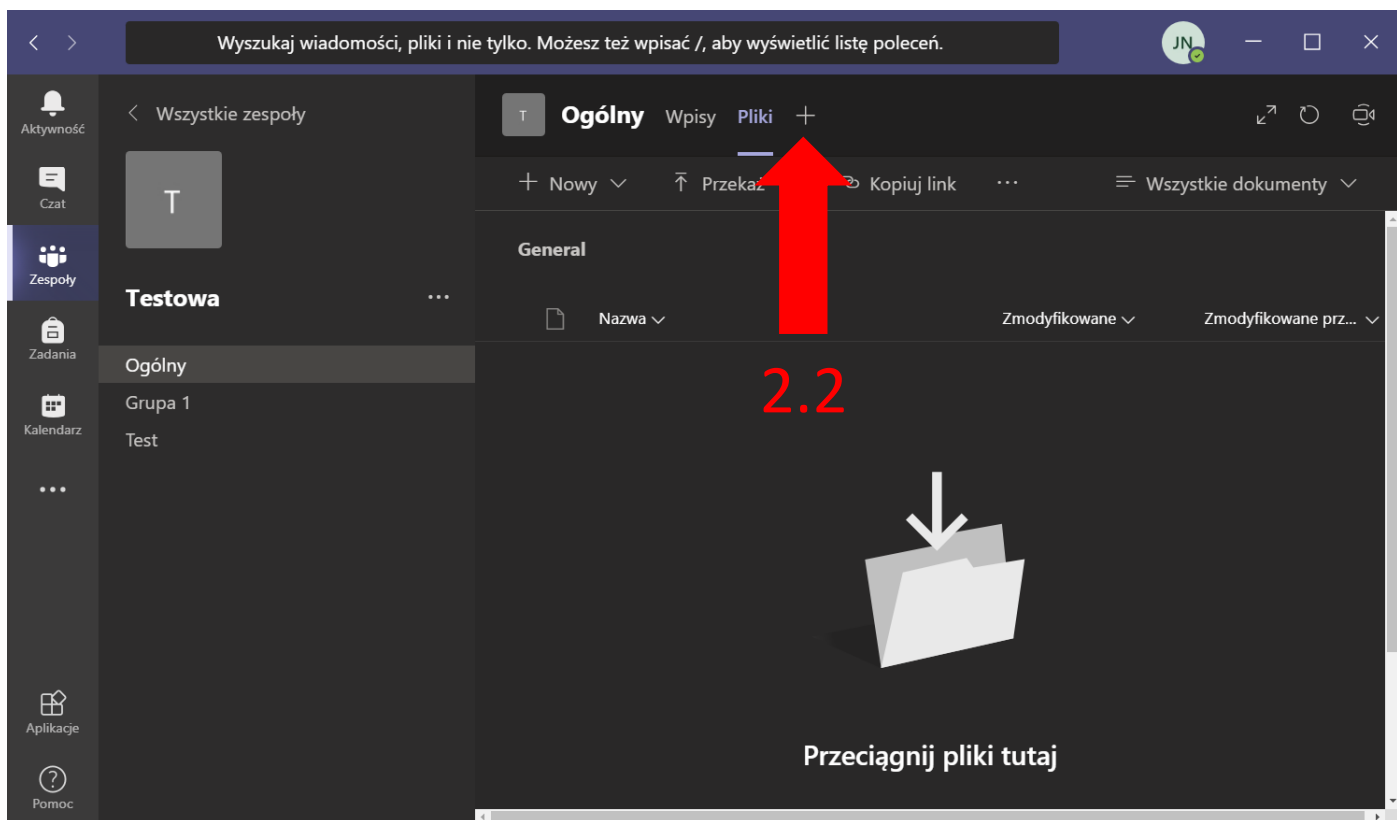 Wyszukaj wiadomości, pliki i nie tylko. Możesz też wpisać /, aby wyświetlić listę poleceń.
JN
Aktywność
Czat
Zespoły
Zadania
Kalendarz
Aplikacje
Pomoc
Wszystkie zespoły
T
Testowa
Ogólny
Grupa 1
Test
T Ogólny Wpisy Pliki
Nowy Przekaż Kopiuj link Wszystkie dokumenty
General
Nazwa Zmodyfikowane Zmodyfikowane prz...
2.2
Przeciągnij pliki tutaj